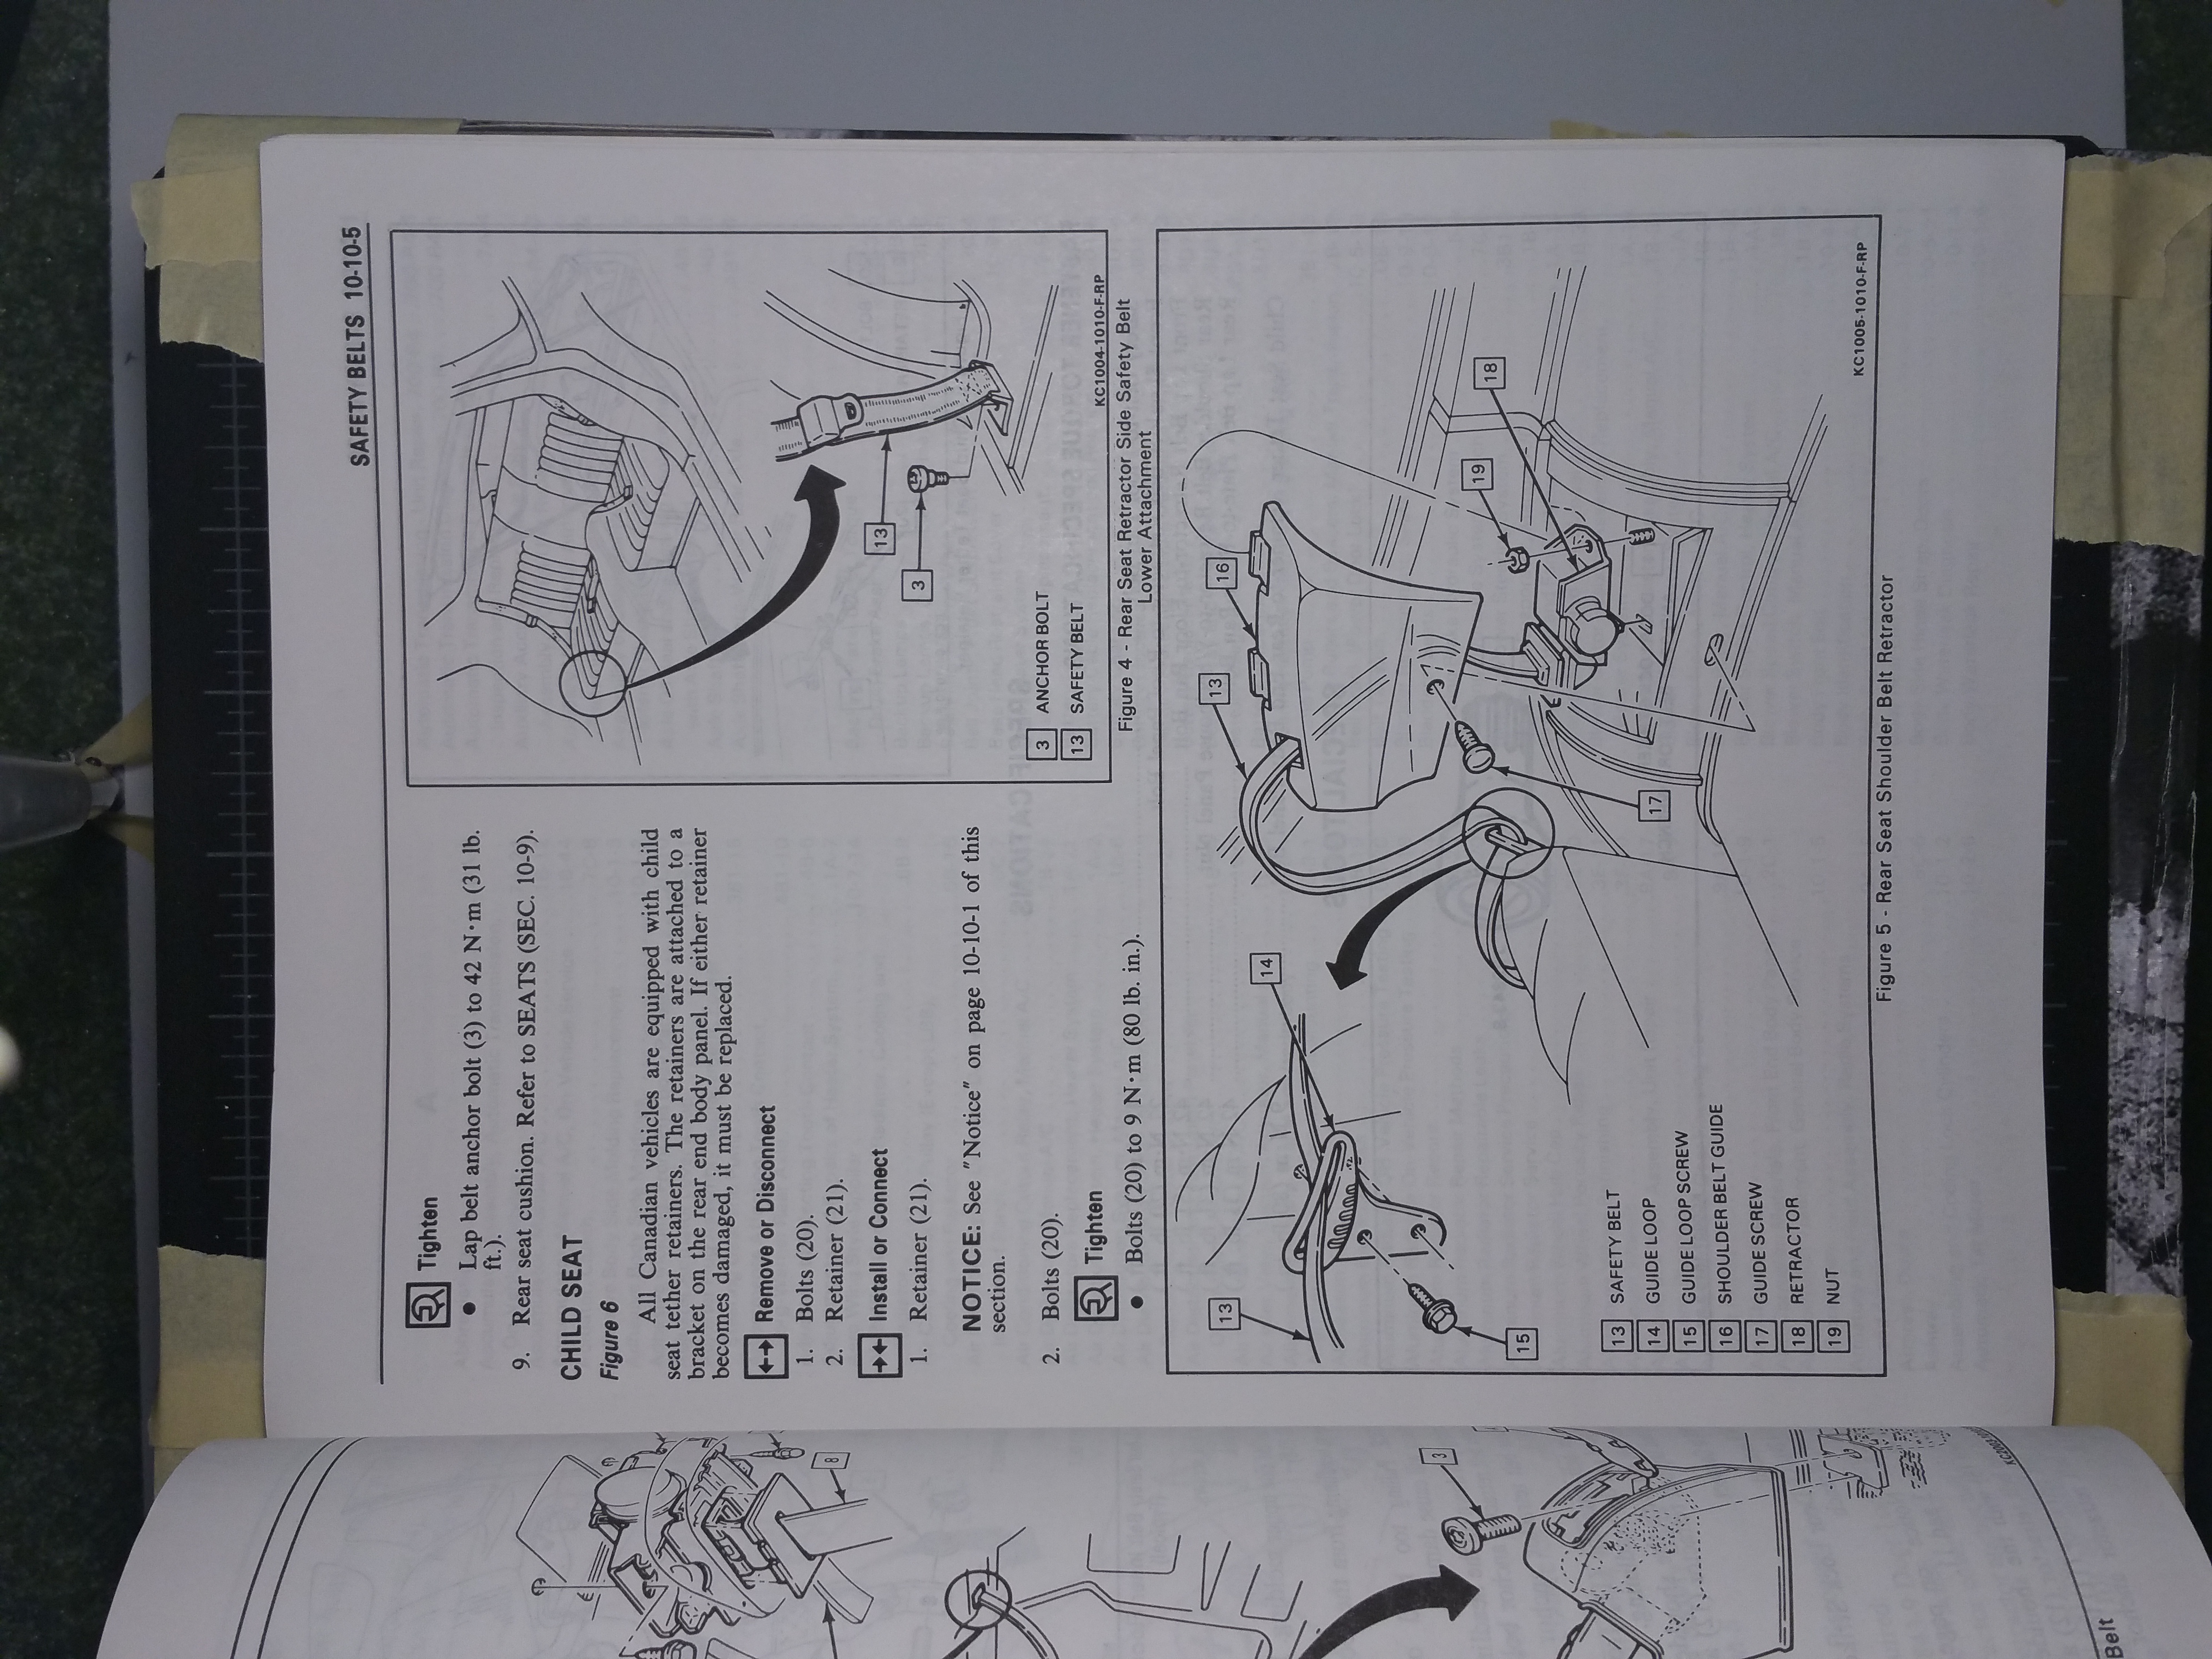 SAFETY BELTS 10-10-5
Tighten
● Lap belt anchor bolt (3) to 42 N·m (31 lb.
ft.).
9. Rear seat cushion. Refer to SEATS (SEC. 10-9).
CHILD SEAT
Figure 6
All Canadian vehicles are equipped with child
seat tether retainers. The retainers are attached to a
bracket on the rear end body panel. If either retainer
becomes damaged, it must be replaced.
Remove or Disconnect
1. Bolts (20).
2. Retainer (21).
Install or Connect
1. Retainer (21).
NOTICE: See "Notice" on page 10-10-1 of this
section.
2. Bolts (20).
Tighten
● Bolts (20) to 9 N·m (80 lb. in.).
13
3
3 ANCHOR BOLT
13 SAFETY BELT
KC1004-1010-F-RP
Figure 4 - Rear Seat Retractor Side Safety Belt
Lower Attachment
13
16
19
18
14
17
13
15
13 SAFETY BELT
14 GUIDE LOOP
15 GUIDE LOOP SCREW
16 SHOULDER BELT GUIDE
17 GUIDE SCREW
18 RETRACTOR
19 NUT
KC1005-1010-F-RP
Figure 5 - Rear Seat Shoulder Belt Retractor
8
3
Belt